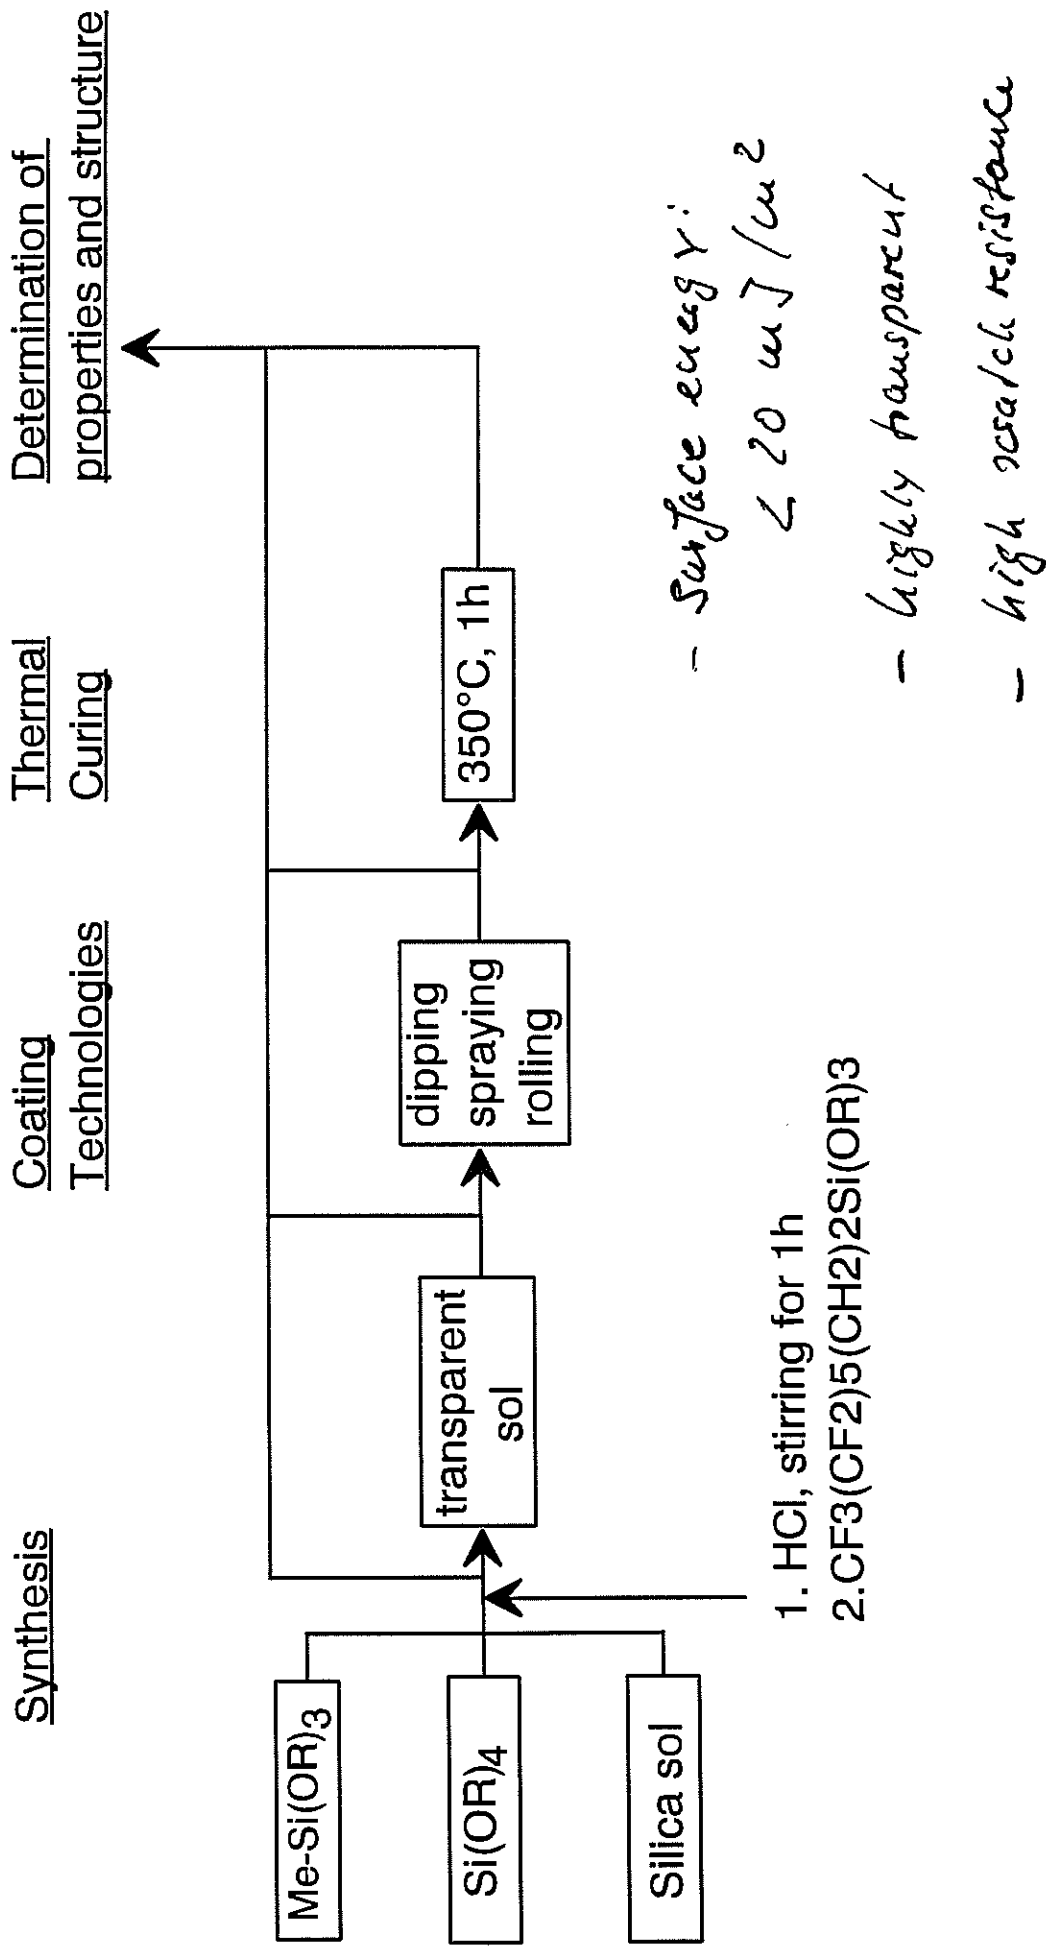 Synthesis
Coating
Technologies
Thermal
Curing
Determination of
properties and structure
Me-Si(OR)3
Si(OR)4
Silica sol
transparent
sol
dipping
spraying
rolling
350°C, 1h
1. HCl, stirring for 1h
2.CF3(CF2)5(CH2)2Si(OR)3
- Surface energy:
< 20 mJ/m2
- highly transparent
- high scratch resistance